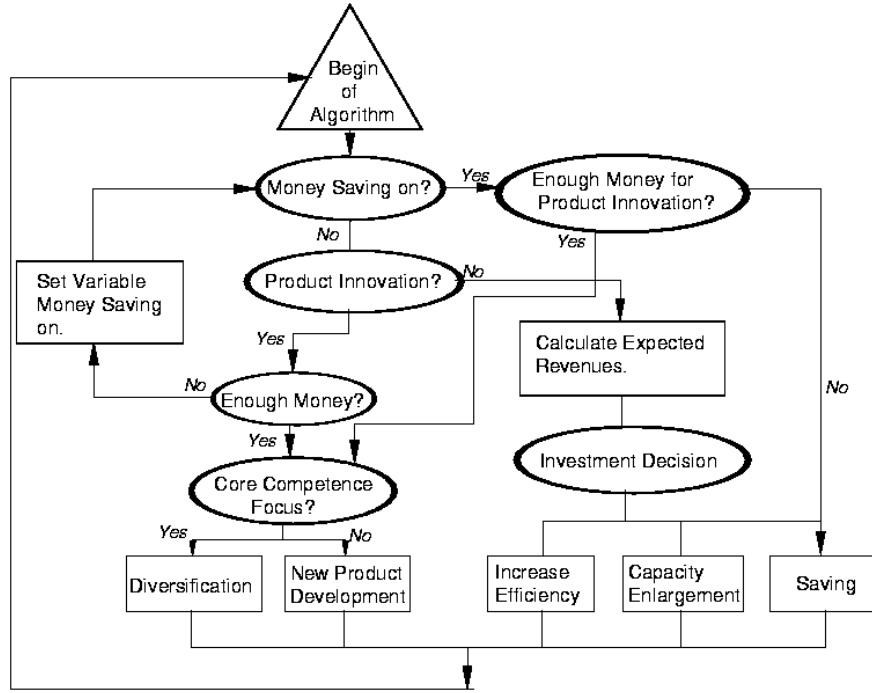 Begin
of
Algorithm
Money Saving on?
Yes
Enough Money for
Product Innovation?
No
Yes
Set Variable
Money Saving
on.
Product Innovation?
No
Calculate Expected
Revenues.
Yes
No
Enough Money?
No
Yes
Core Competence
Focus?
Investment Decision
Yes
No
No
Diversification
New Product
Development
Increase
Efficiency
Capacity
Enlargement
Saving